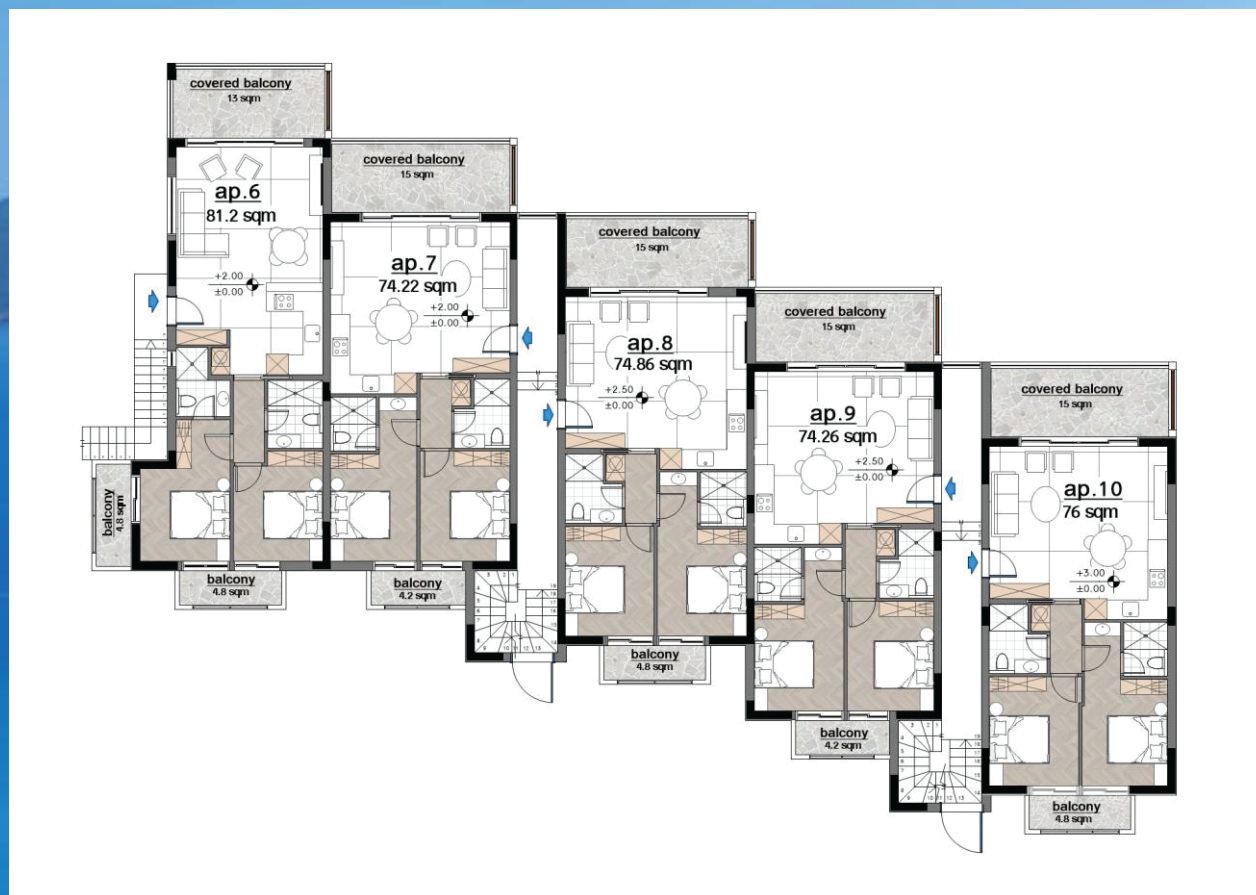 covered balcony
13 sqm
ap.6
81.2 sqm
+2.00
±0.00
balcony
4.8 sqm
balcony
4.8 sqm
covered balcony
15 sqm
ap.7
74.22 sqm
+2.00
±0.00
balcony
4.2 sqm
covered balcony
15 sqm
ap.8
74.86 sqm
+2.50
±0.00
balcony
4.8 sqm
covered balcony
15 sqm
ap.9
74.26 sqm
+2.50
±0.00
balcony
4.2 sqm
covered balcony
15 sqm
ap.10
76 sqm
+3.00
±0.00
balcony
4.8 sqm